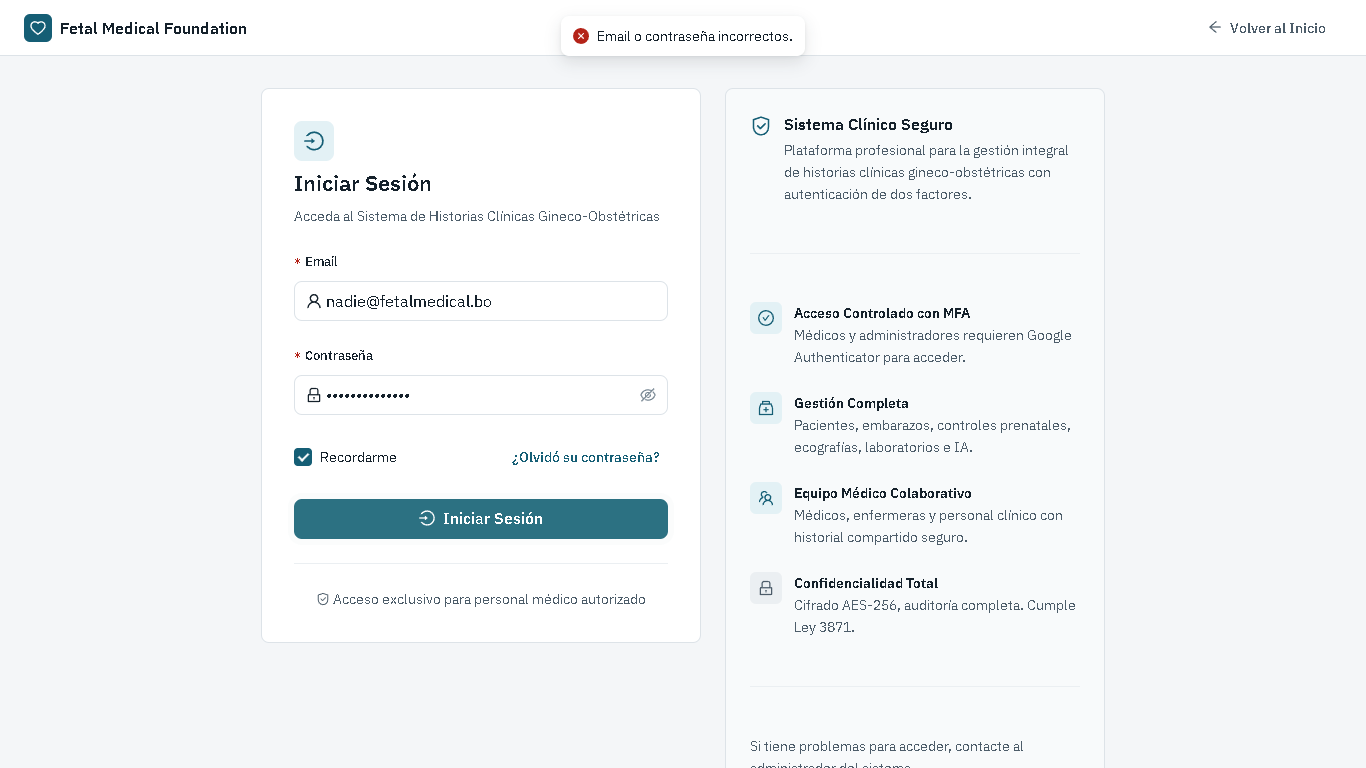 Fetal Medical Foundation
Email o contraseña incorrectos.
Volver al Inicio
Iniciar Sesión
Acceda al Sistema de Historias Clínicas Gineco-Obstétricas
* Email
nadie@fetalmedical.bo
* Contraseña
••••••••••••••
Recordarme
¿Olvidó su contraseña?
Iniciar Sesión
Acceso exclusivo para personal médico autorizado
Sistema Clínico Seguro
Plataforma profesional para la gestión integral
de historias clínicas gineco-obstétricas con
autenticación de dos factores.
Acceso Controlado con MFA
Médicos y administradores requieren Google
Authenticator para acceder.
Gestión Completa
Pacientes, embarazos, controles prenatales,
ecografías, laboratorios e IA.
Equipo Médico Colaborativo
Médicos, enfermeras y personal clínico con
historial compartido seguro.
Confidencialidad Total
Cifrado AES-256, auditoría completa. Cumple
Ley 3871.
Si tiene problemas para acceder, contacte al
administrador del sistema.